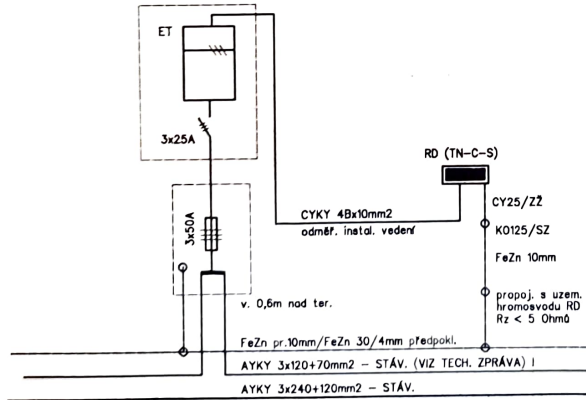 ET
3x25A
RD (TN-C-S)
3x50A
CYKY 4Bx10mm2
odměř. instal. vedení
CY25/ZŽ
KO125/SZ
FeZn 10mm
v. 0,6m nad ter.
propoj. s uzem.
hromosvodu RD
Rz < 5 Ohmů
FeZn pr.10mm/FeZn 30/4mm předpokl.
AYKY 3x120+70mm2 – STÁV. (VIZ TECH. ZPRÁVA) I
AYKY 3x240+120mm2 – STÁV.